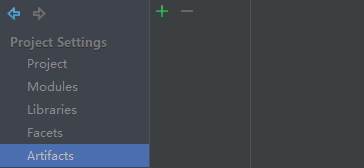 Project Settings
Project
Modules
Libraries
Facets
Artifacts